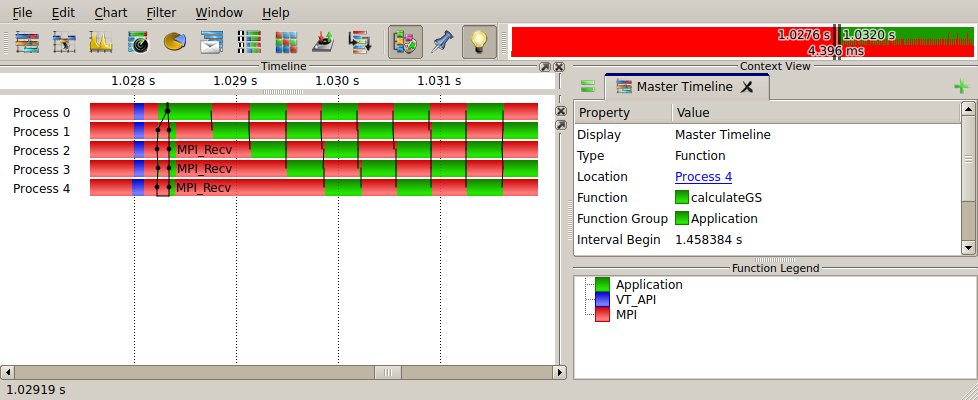 File Edit Chart Filter Window Help
1.0276 s 1.0320 s
4.396 ms
Timeline
1.028 s 1.029 s 1.030 s 1.031 s
Process 0
Process 1
Process 2 MPI_Recv
Process 3 MPI_Recv
Process 4 MPI_Recv
Context View
Master Timeline
Property Value
Display Master Timeline
Type Function
Location Process 4
Function calculateGS
Function Group Application
Interval Begin 1.458384 s
Function Legend
Application
VT_API
MPI
1.02919 s